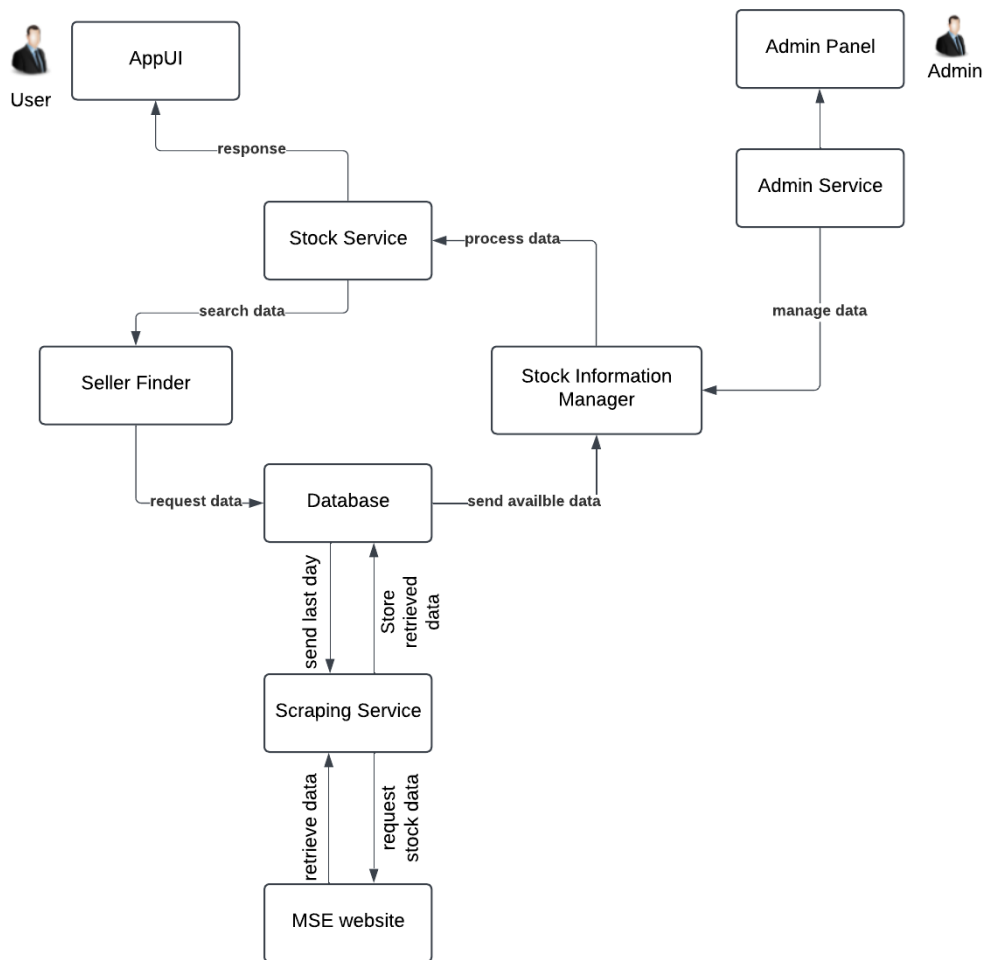 AppUI
User
Admin Panel
Admin
response
Admin Service
Stock Service
process data
search data
manage data
Seller Finder
Stock Information
Manager
request data
Database
send availble data
send last day
Store
retrieved
data
Scraping Service
retrieve data
request
stock data
MSE website